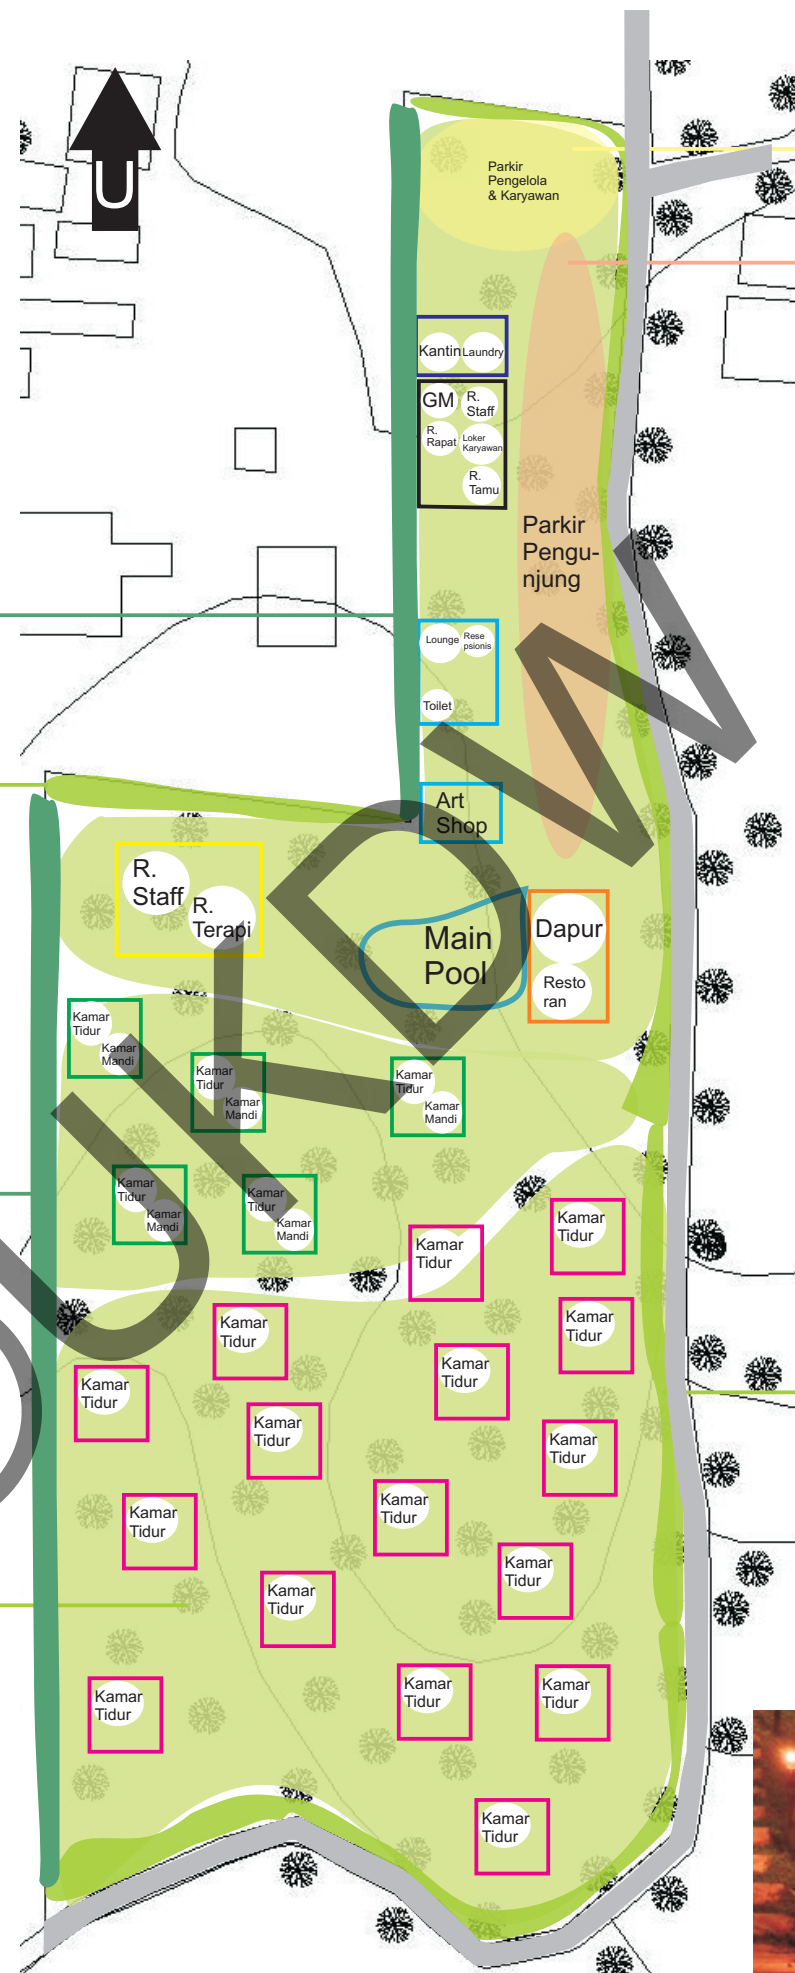 U
Parkir
Pengelola
& Karyawan
Kantin
Laundry
GM
R.
Staff
R.
Rapat
Loker
Karyawan
R.
Tamu
Parkir
Pengu-
njung
Lounge
Rese
psionis
Toilet
Art
Shop
R.
Staff
R.
Terapi
Main
Pool
Dapur
Resto
ran
Kamar
Tidur
Kamar
Mandi
Kamar
Tidur
Kamar
Mandi
Kamar
Tidur
Kamar
Mandi
Kamar
Tidur
Kamar
Mandi
Kamar
Tidur
Kamar
Mandi
Kamar
Tidur
Kamar
Tidur
Kamar
Tidur
Kamar
Tidur
Kamar
Tidur
Kamar
Tidur
Kamar
Tidur
Kamar
Tidur
Kamar
Tidur
Kamar
Tidur
Kamar
Tidur
Kamar
Tidur
Kamar
Tidur
Kamar
Tidur
Kamar
Tidur
Kamar
Tidur